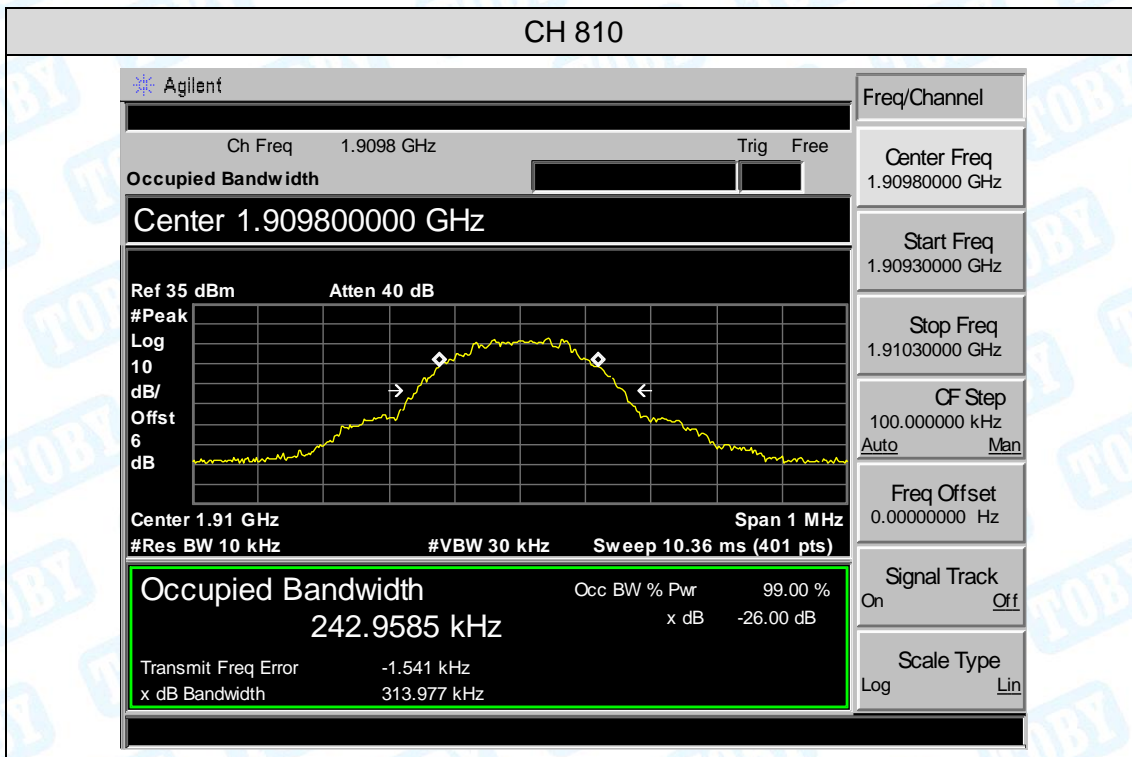 CH 810
Agilent
Freq/Channel
Ch Freq 1.9098 GHz Trig Free
Occupied Bandwidth
Center 1.909800000 GHz
Ref 35 dBm Atten 40 dB
#Peak
Log
10
dB/
Offst
6
dB
Center 1.91 GHz Span 1 MHz
#Res BW 10 kHz #VBW 30 kHz Sweep 10.36 ms (401 pts)
Occupied Bandwidth Occ BW % Pwr 99.00 %
242.9585 kHz x dB -26.00 dB
Transmit Freq Error -1.541 kHz
x dB Bandwidth 313.977 kHz
Center Freq
1.90980000 GHz
Start Freq
1.90930000 GHz
Stop Freq
1.91030000 GHz
CF Step
100.000000 kHz
Auto Man
Freq Offset
0.00000000 Hz
Signal Track
On Off
Scale Type
Log Lin
TOBY